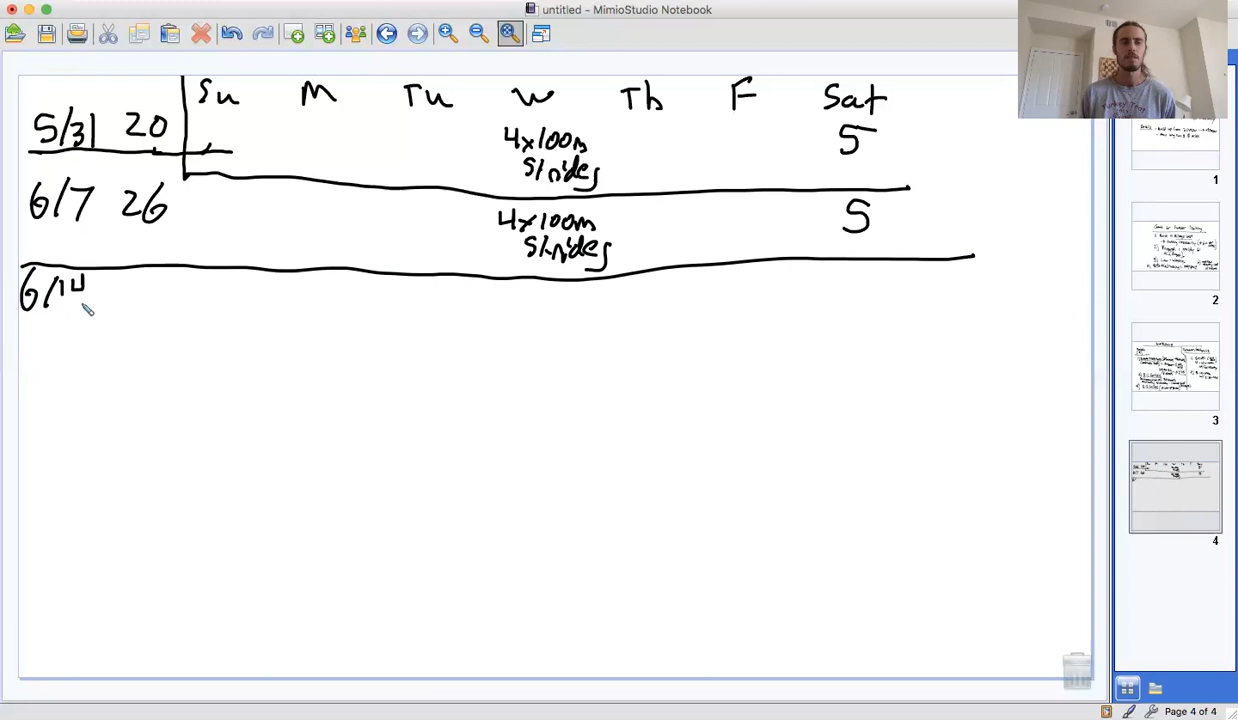 untitled - MimioStudio Notebook
Su M Tu W Th F Sat
5/31 20 4x100m 5
Strides
6/7 26 4x100m 5
Strides
6/14
1
2
3
4
Page 4 of 4